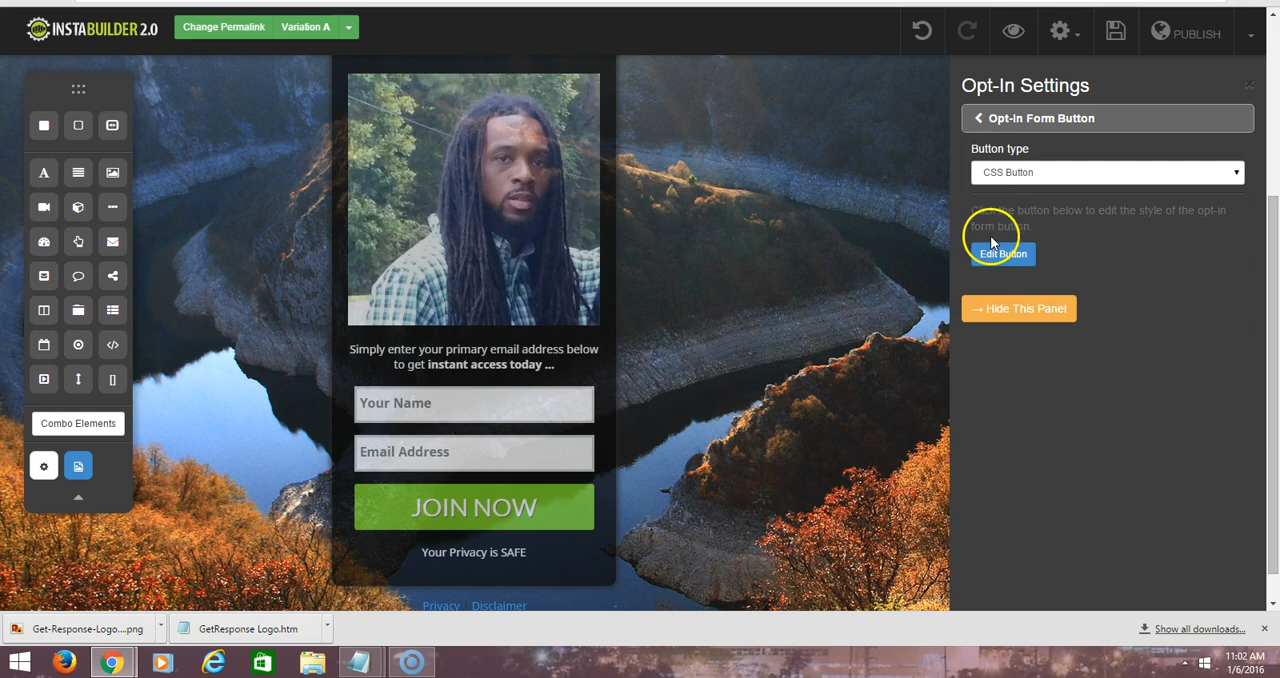 INSTABUILDER 2.0
Change Permalink
Variation A
PUBLISH
Opt-In Settings
Opt-In Form Button
Button type
CSS Button
Click the button below to edit the style of the opt-in
form button.
Edit Button
→ Hide This Panel
A
Combo Elements
Simply enter your primary email address below
to get instant access today ...
Your Name
Email Address
JOIN NOW
Your Privacy is SAFE
Privacy
Disclaimer
Get-Response-Logo....png
GetResponse Logo.htm
Show all downloads...
11:02 AM
1/6/2016